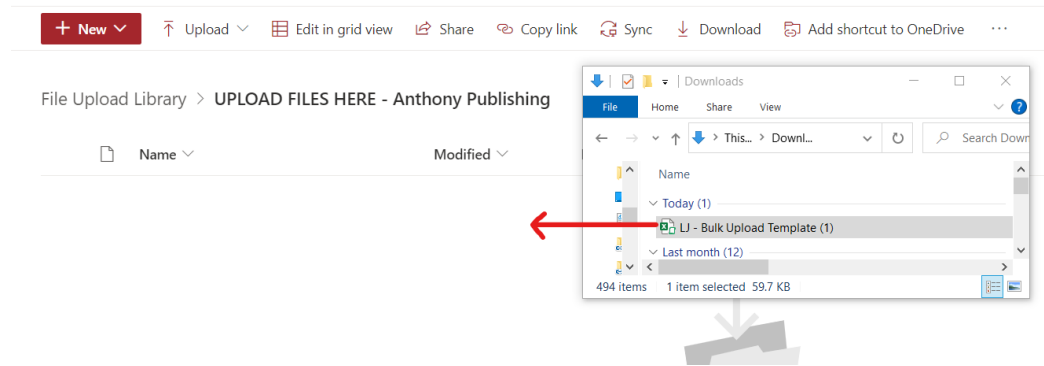 + New Upload Edit in grid view Share Copy link Sync Download Add shortcut to OneDrive ...
Downloads
File Upload Library > UPLOAD FILES HERE - Anthony Publishing
File Home Share View ?
This... > Downl... Search Down
Name Modified
Name
Today (1)
LJ - Bulk Upload Template (1)
Last month (12)
494 items 1 item selected 59.7 KB